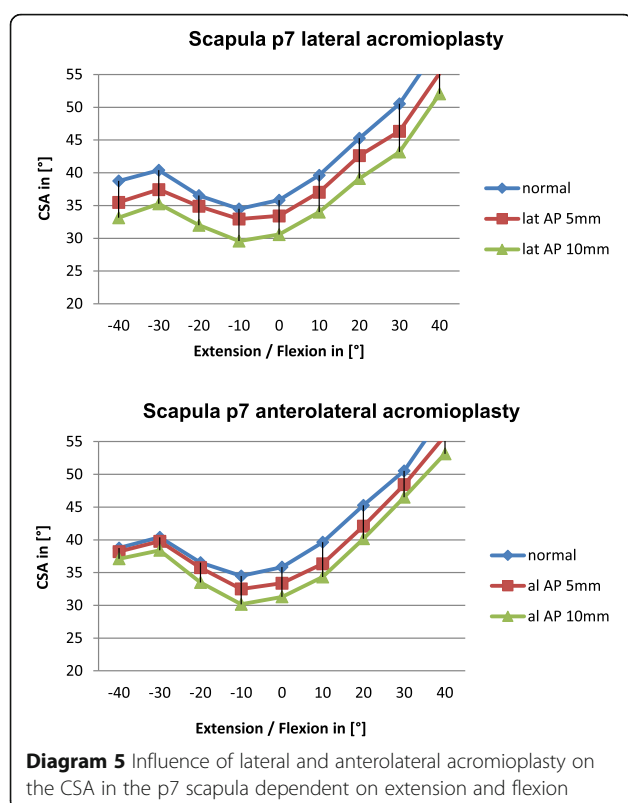 Scapula p7 lateral acromioplasty
55
50
45
40
35
30
25
20
CSA in [°]
-40 -30 -20 -10 0 10 20 30 40
Extension / Flexion in [°]
normal
lat AP 5mm
lat AP 10mm
Scapula p7 anterolateral acromioplasty
55
50
45
40
35
30
25
20
CSA in [°]
-40 -30 -20 -10 0 10 20 30 40
Extension / Flexion in [°]
normal
al AP 5mm
al AP 10mm
Diagram 5 Influence of lateral and anterolateral acromioplasty on
the CSA in the p7 scapula dependent on extension and flexion